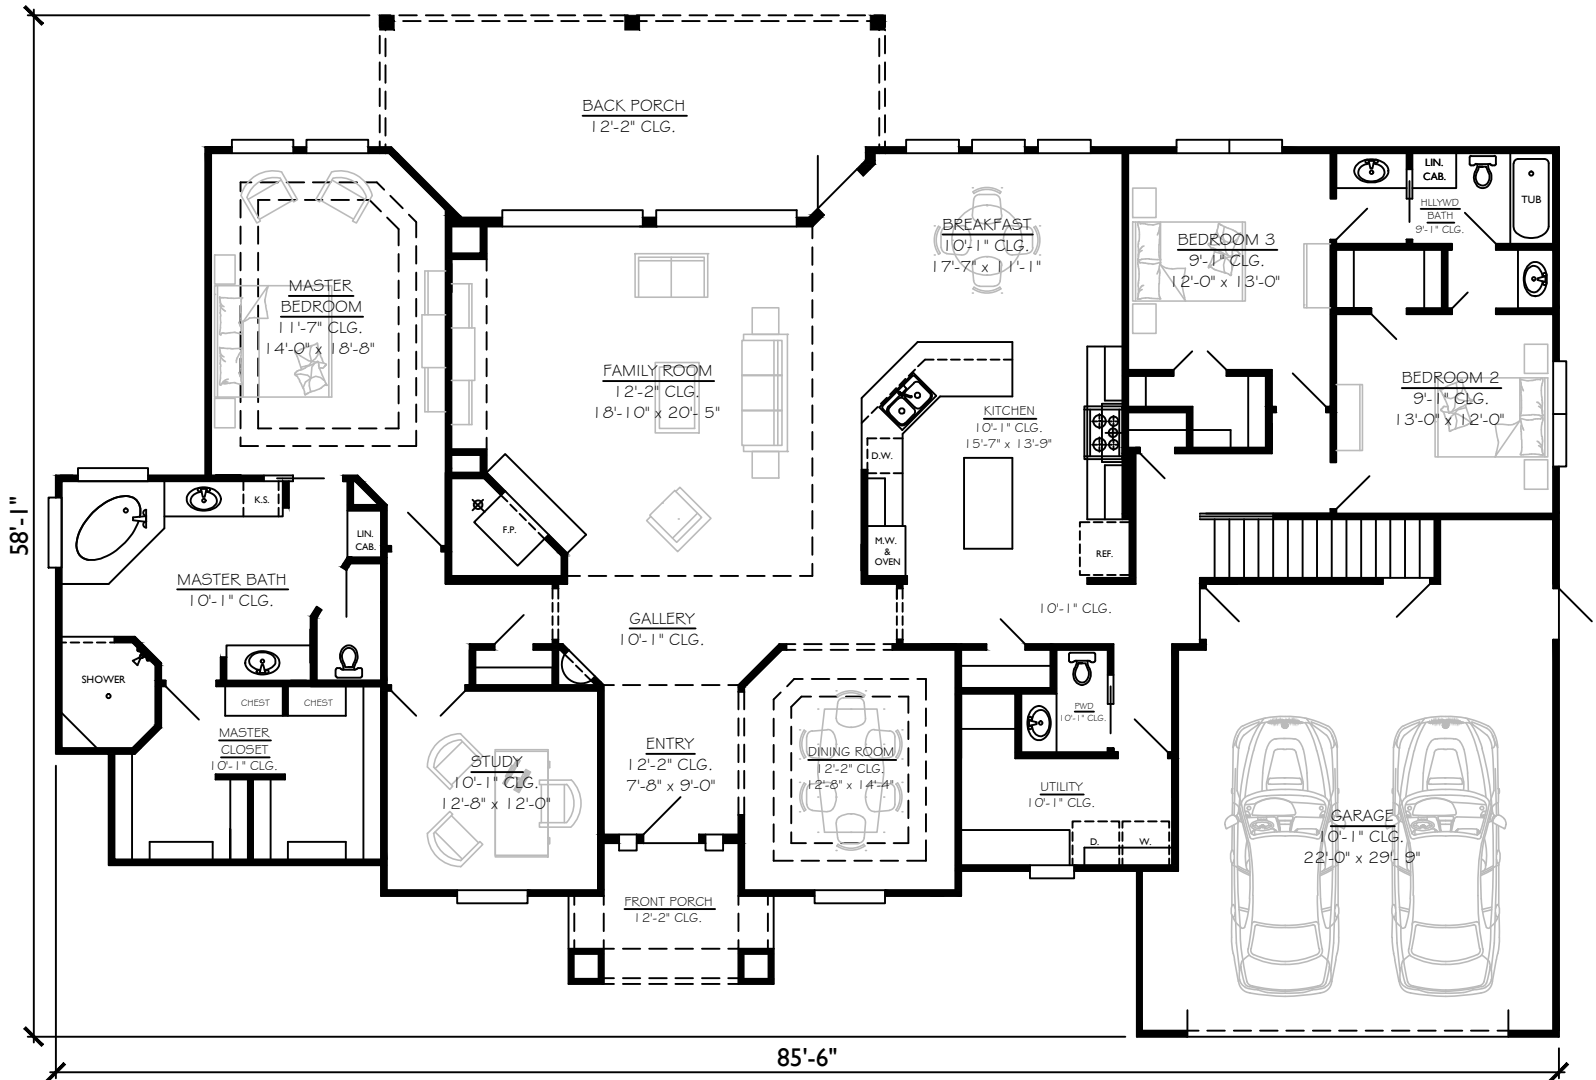 BACK PORCH
12'-2" CLG.
MASTER
BEDROOM
11'-7" CLG.
14'-0" x 18'-8"
FAMILY ROOM
12'-2" CLG.
18'-10" x 20'- 5"
BREAKFAST
10'-1" CLG.
17'-7" x 11'-1"
KITCHEN
10'-1" CLG.
15'-7" x 13'-9"
D.W.
M.W.
&
OVEN
REF.
BEDROOM 3
9'-1" CLG.
12'-0" x 13'-0"
LIN.
CAB.
HLLYWD
BATH
9'-1" CLG.
TUB
BEDROOM 2
9'-1" CLG.
13'-0" x 12'-0"
K.S.
LIN.
CAB.
F.P.
MASTER BATH
10'-1" CLG.
SHOWER
CHEST
CHEST
MASTER
CLOSET
10'-1" CLG.
GALLERY
10'-1" CLG.
10'-1" CLG.
STUDY
10'-1" CLG.
12'-8" x 12'-0"
ENTRY
12'-2" CLG.
7'-8" x 9'-0"
DINING ROOM
12'-2" CLG.
12'-8" x 14'-4"
PWD
10'-1" CLG.
UTILITY
10'-1" CLG.
D.
W.
GARAGE
10'-1" CLG.
22'-0" x 29'- 9"
FRONT PORCH
12'-2" CLG.
58'-1"
85'-6"